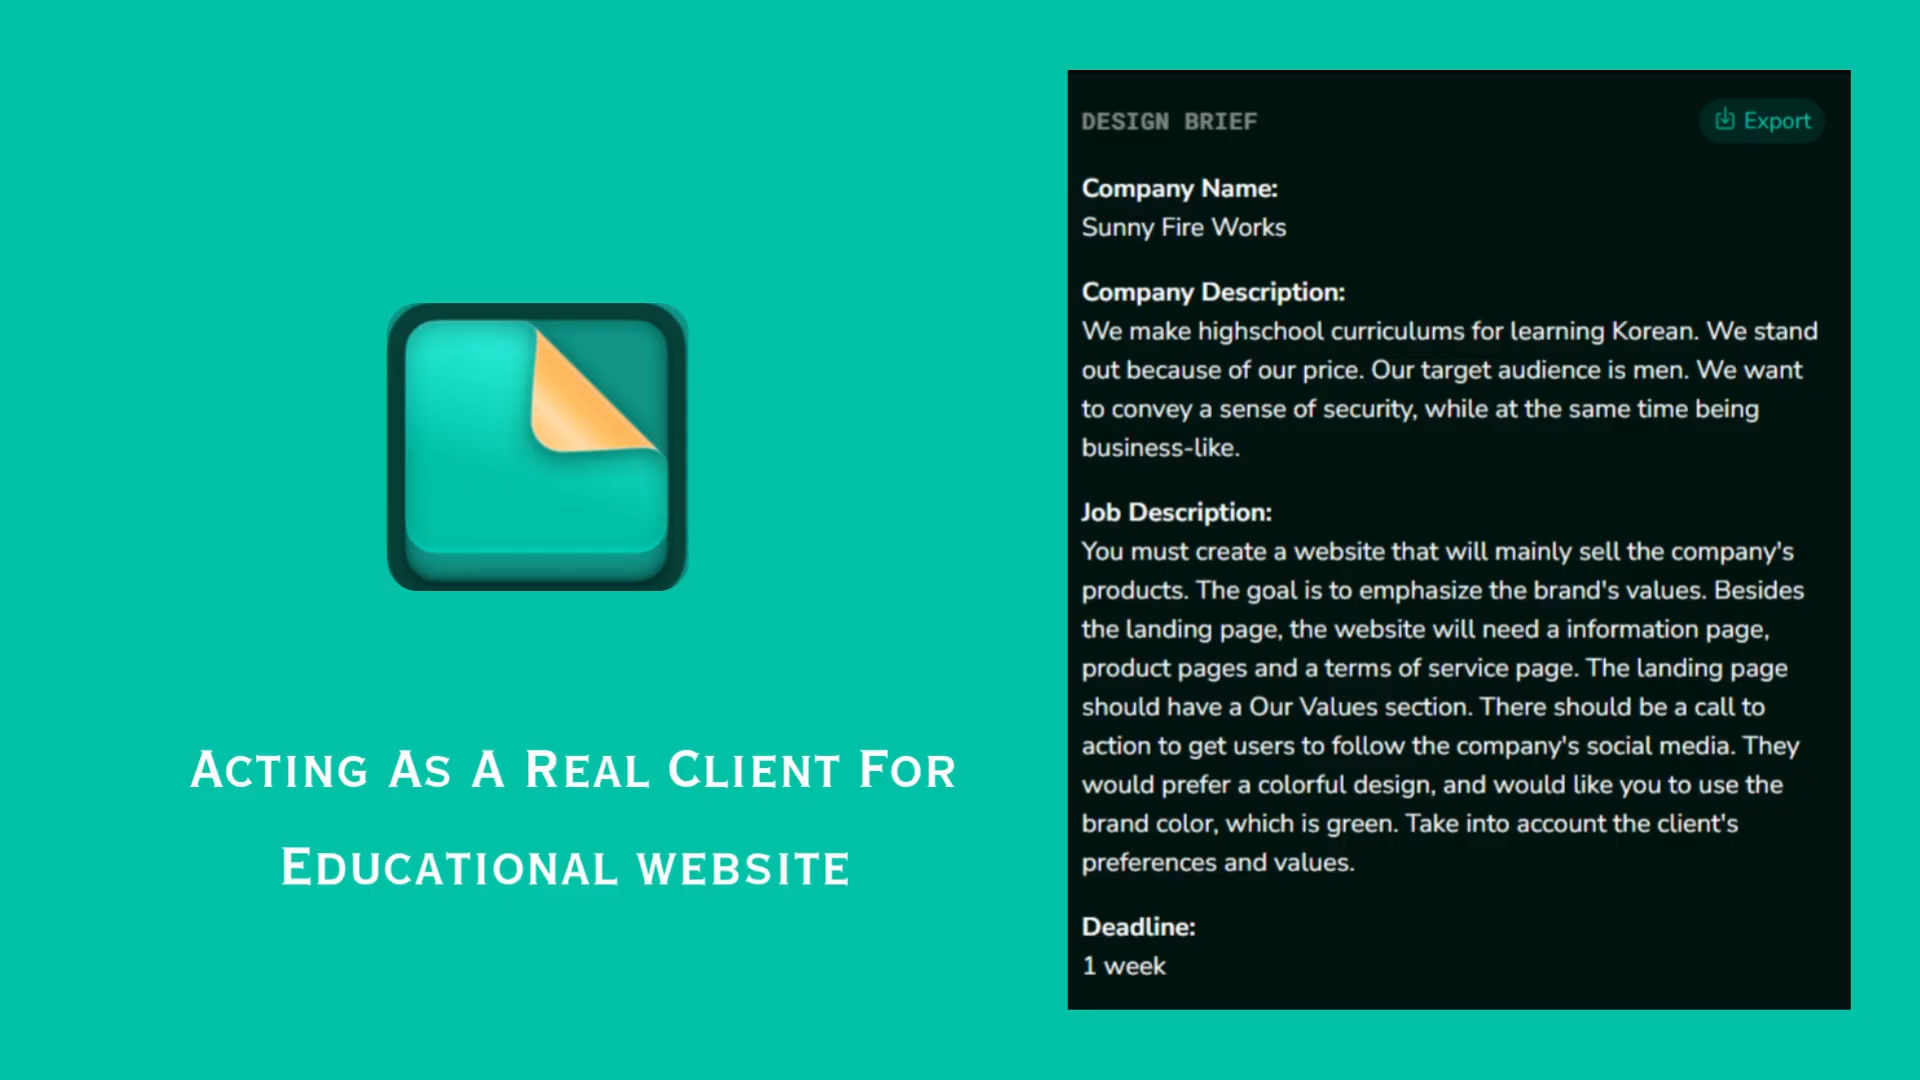 Acting As A Real Client For
Educational website
DESIGN BRIEF
Export
Company Name:
Sunny Fire Works
Company Description:
We make highschool curriculums for learning Korean. We stand
out because of our price. Our target audience is men. We want
to convey a sense of security, while at the same time being
business-like.
Job Description:
You must create a website that will mainly sell the company's
products. The goal is to emphasize the brand's values. Besides
the landing page, the website will need a information page,
product pages and a terms of service page. The landing page
should have a Our Values section. There should be a call to
action to get users to follow the company's social media. They
would prefer a colorful design, and would like you to use the
brand color, which is green. Take into account the client's
preferences and values.
Deadline:
1 week